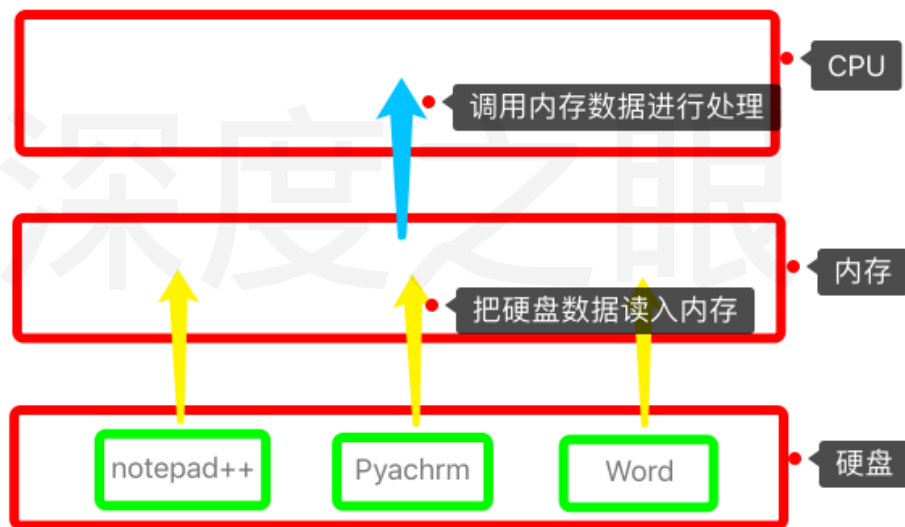 CPU
调用内存数据进行处理
深度之眼
内存
把硬盘数据读入内存
notepad++
Pyachrm
Word
硬盘